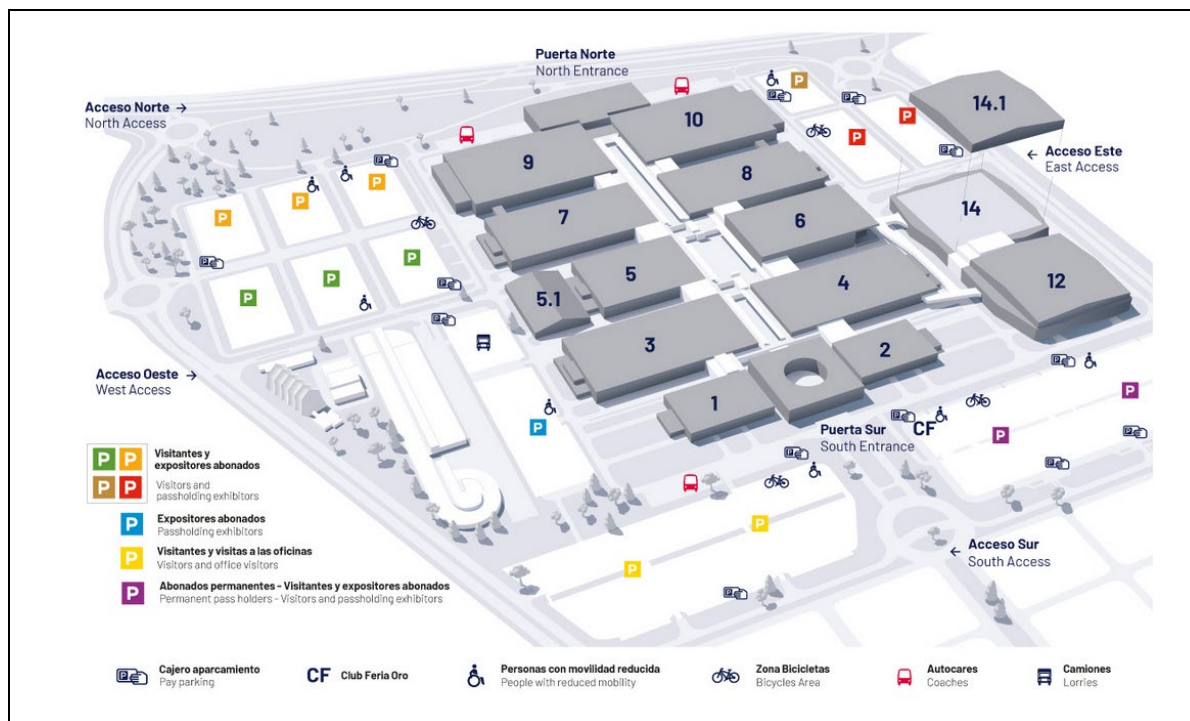 Puerta Norte
North Entrance
Acceso Norte →
North Access
10
14.1
9
← Acceso Este
East Access
8
14
7
6
5
12
4
5.1
3
2
Acceso Oeste →
West Access
1
Puerta Sur
South Entrance
CF
← Acceso Sur
South Access
P
P
P
P
P
P
P
P
P
P
P
P
P
P
P P Visitantes y
expositores abonados
P P Visitors and
passholding exhibitors
P Expositores abonados
Passholding exhibitors
P Visitantes y visitas a las oficinas
Visitors and office visitors
P Abonados permanentes - Visitantes y expositores abonados
Permanent pass holders - Visitors and passholding exhibitors
P Cajero aparcamiento
Pay parking
CF Club Feria Oro
Personas con movilidad reducida
People with reduced mobility
Zona Bicicletas
Bicycles Area
Autocares
Coaches
Camiones
Lorries